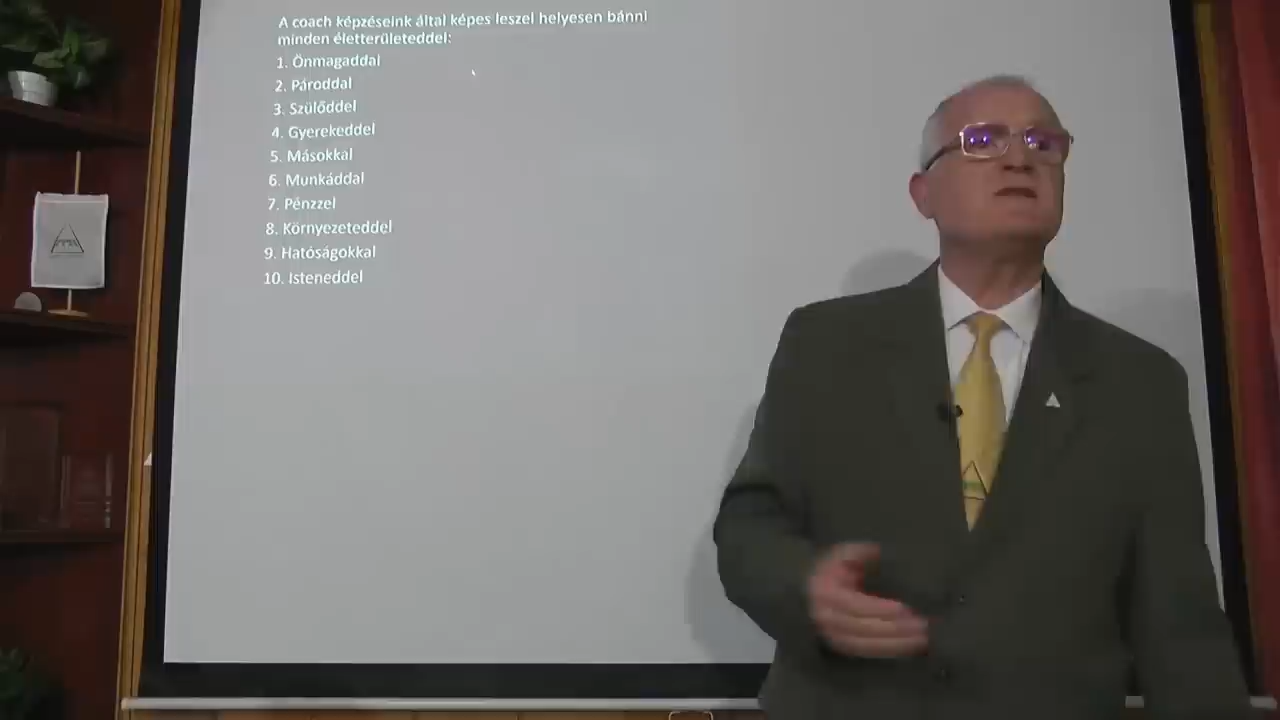 A coach képzéseink által képes leszel helyesen bánni
minden életterületeddel:
1. Önmagaddal
2. Pároddal
3. Szülőddel
4. Gyerekeddel
5. Másokkal
6. Munkáddal
7. Pénzzel
8. Környezeteddel
9. Hatóságokkal
10. Isteneddel